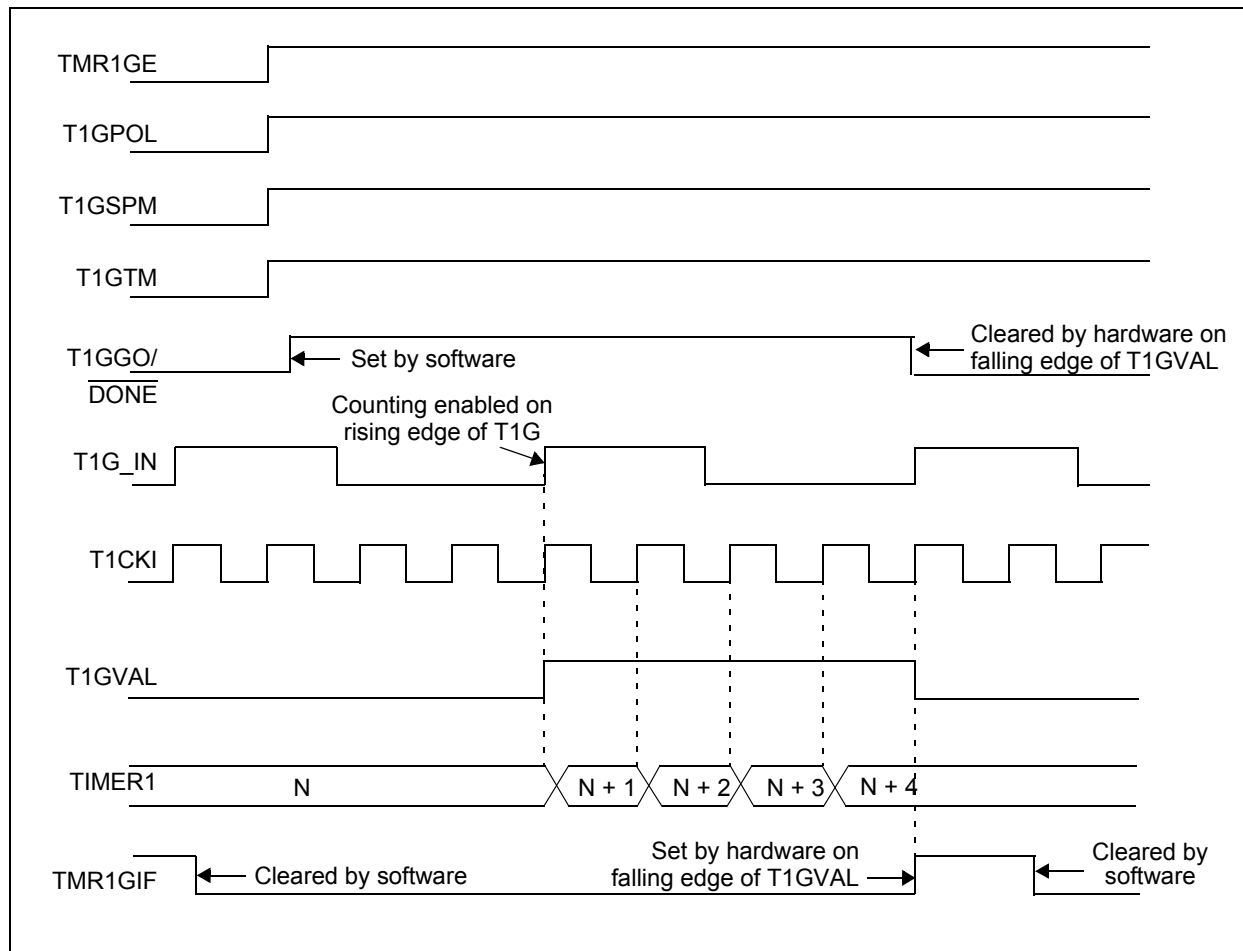 TMR1GE
T1GPOL
T1GSPM
T1GTM
T1GGO/
DONE
Set by software
Cleared by hardware on
falling edge of T1GVAL
Counting enabled on
rising edge of T1G
T1G_IN
T1CKI
T1GVAL
TIMER1
N
N + 1
N + 2
N + 3
N + 4
TMR1GIF
Cleared by software
Set by hardware on
falling edge of T1GVAL
Cleared by
software